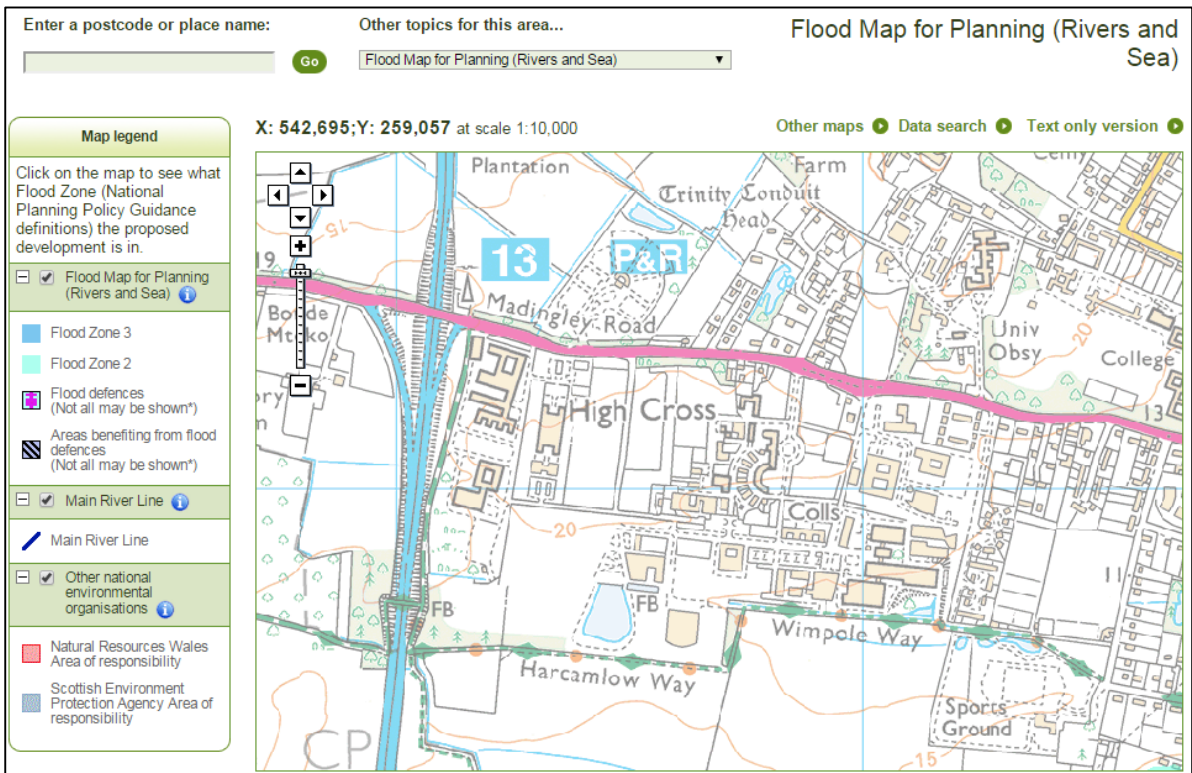 Enter a postcode or place name:
Other topics for this area...
Flood Map for Planning (Rivers and
Sea)
Go
Flood Map for Planning (Rivers and Sea)
Map legend
X: 542,695;Y: 259,057 at scale 1:10,000
Other maps
Data search
Text only version
Click on the map to see what
Flood Zone (National
Planning Policy Guidance
definitions) the proposed
development is in.
Flood Map for Planning
(Rivers and Sea)
Flood Zone 3
Flood Zone 2
Flood defences
(Not all may be shown*)
Areas benefiting from flood
defences
(Not all may be shown*)
Main River Line
Main River Line
Other national
environmental
organisations
Natural Resources Wales
Area of responsibility
Scottish Environment
Protection Agency Area of
responsibility
Plantation
Farm
Trinity Conduit
Head
15
13
P&R
19
Madingley Road
Univ
Obsy
20
College
13
High Cross
Colls
20
11
FB
FB
Wimpole Way
Harcamlow Way
Sports
Ground
CP
15